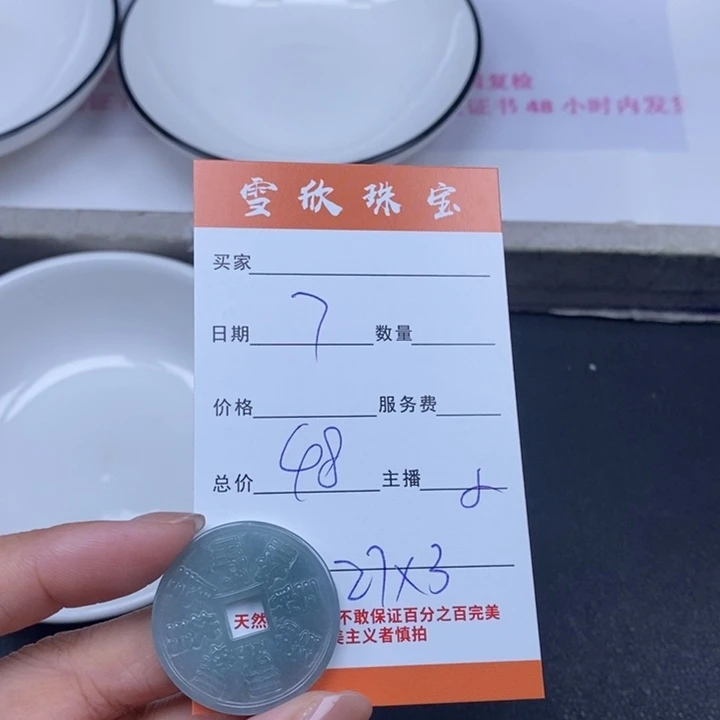 复检
证书48小时内发
雪欣珠宝
买家
日期 7 数量
价格 服务费
总价 48 主播
27×3
天然 不敢保证百分之百完美
美主义者慎拍